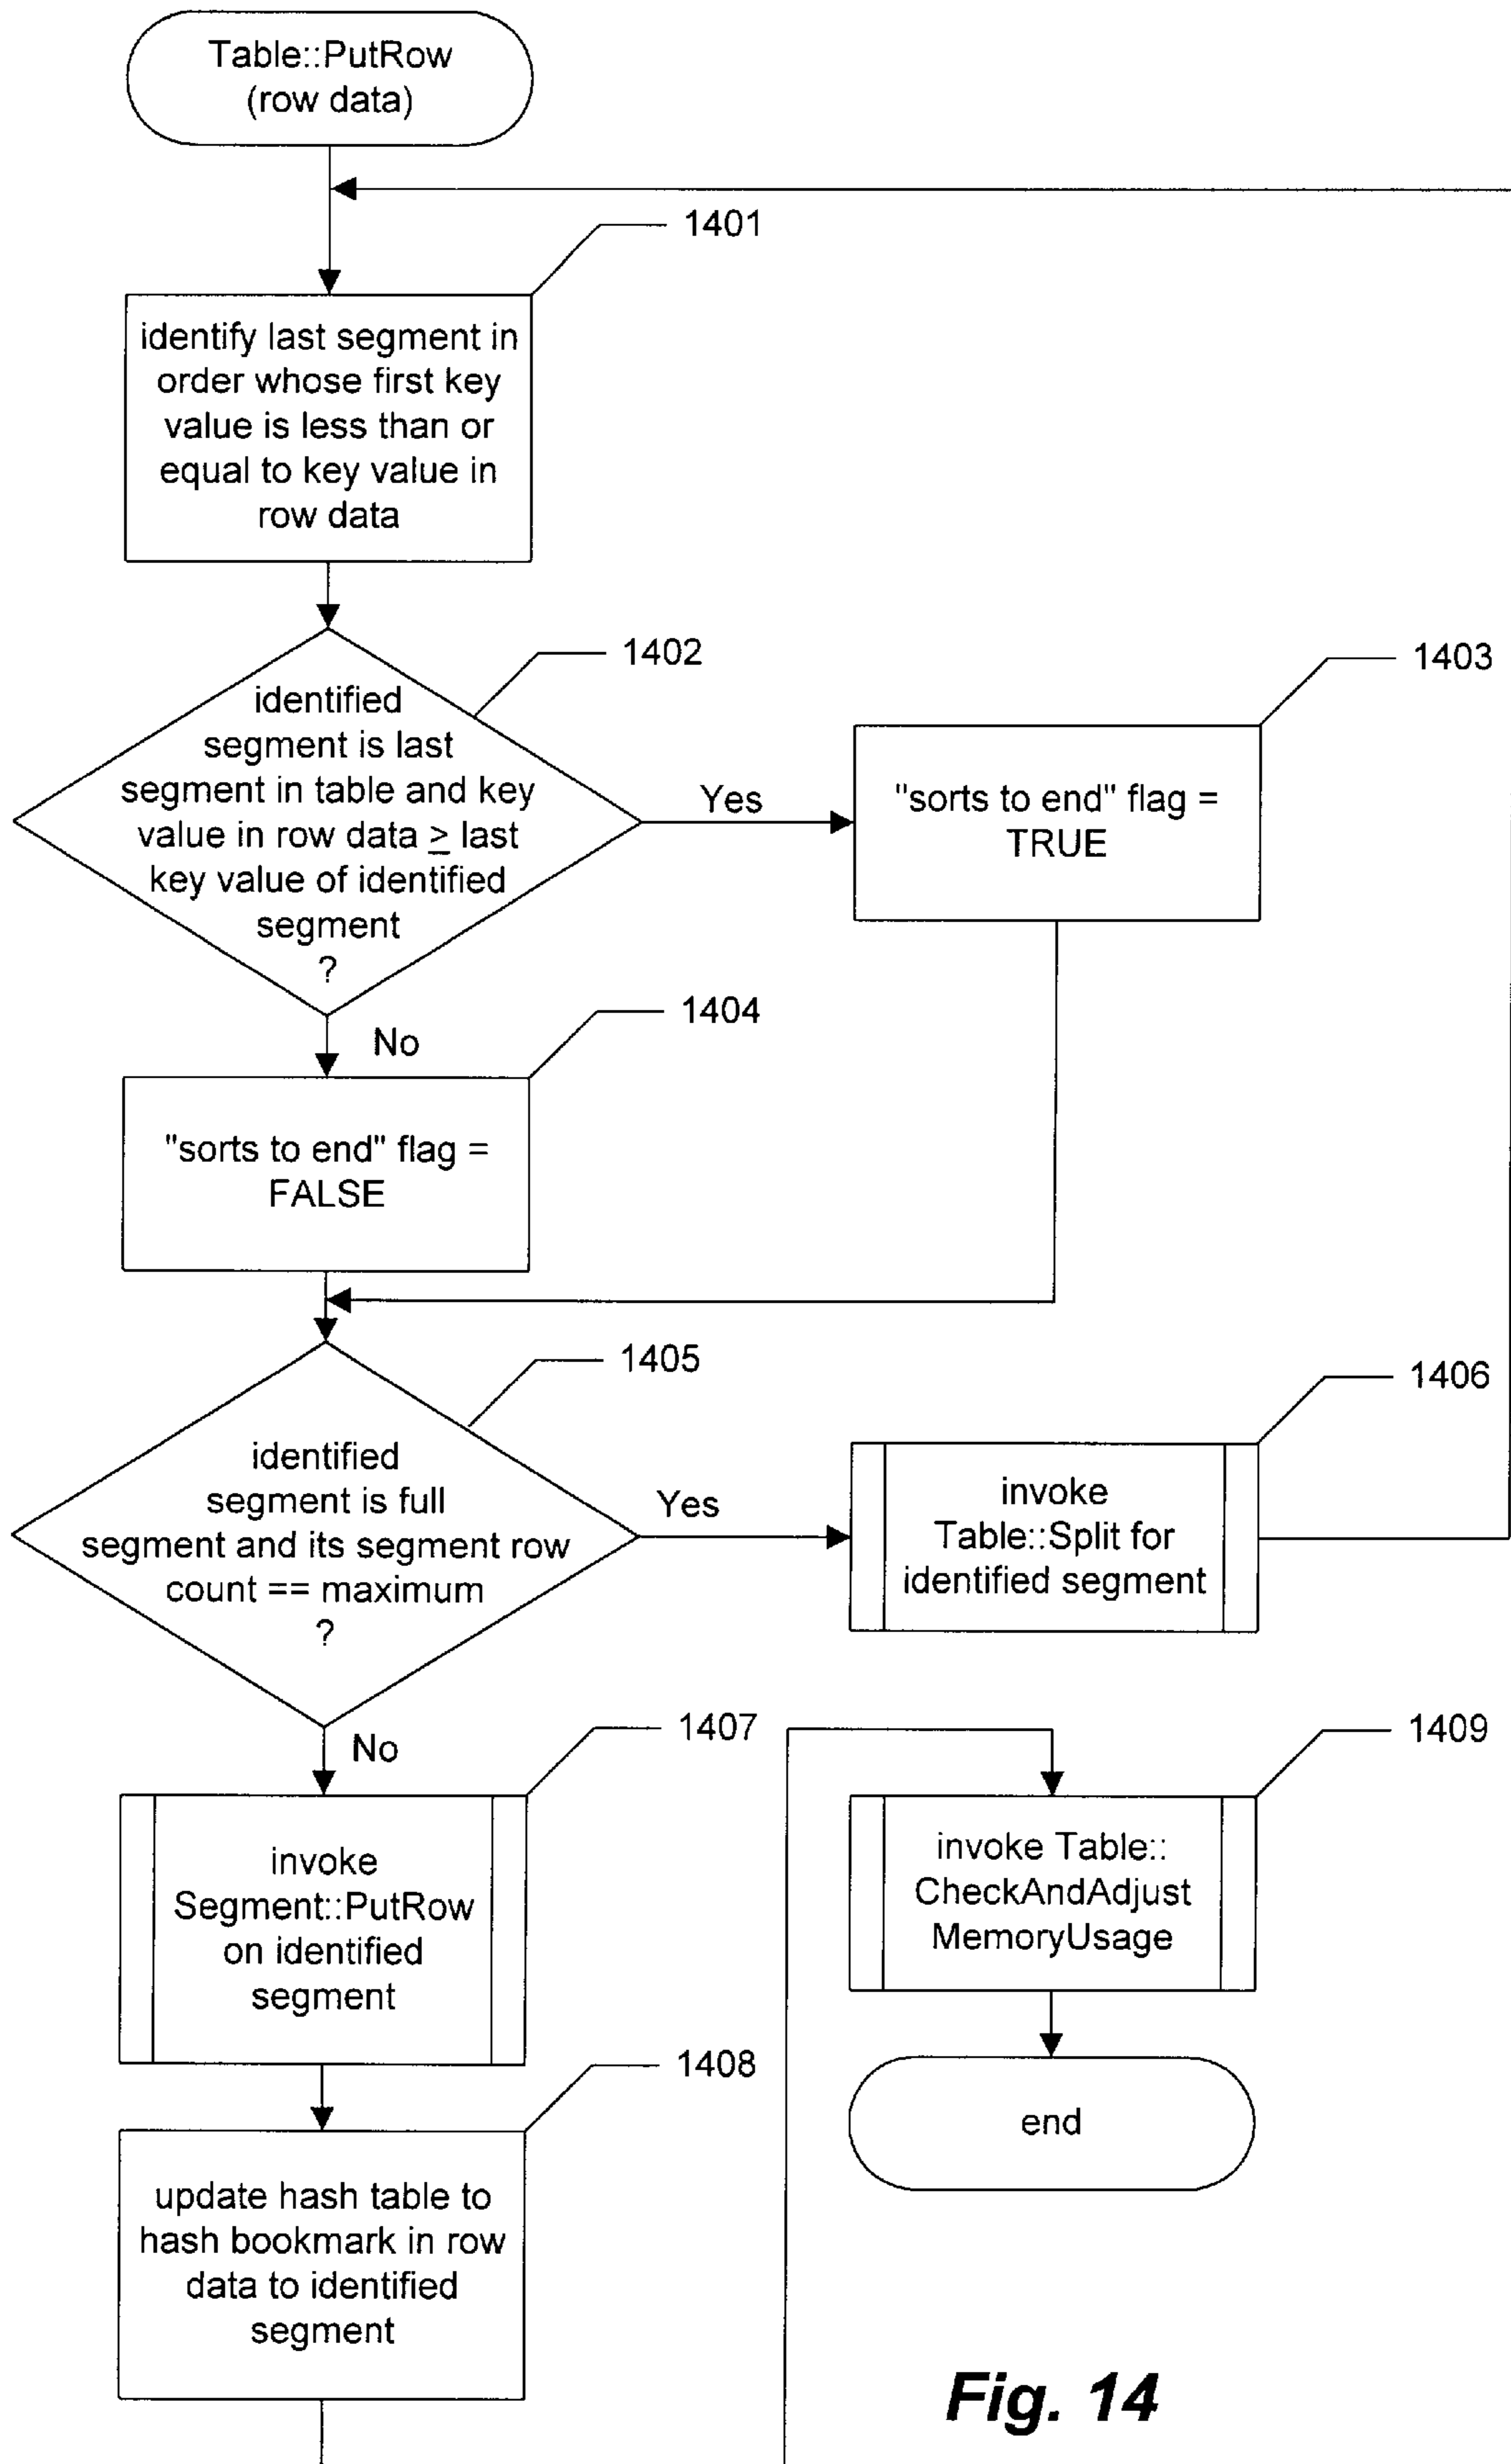 Table::PutRow
(row data)
1401
identify last segment in
order whose first key
value is less than or
equal to key value in
row data
1402
identified
segment is last
segment in table and key
value in row data ≥ last
key value of identified
segment
?
Yes
1403
"sorts to end" flag =
TRUE
No
1404
"sorts to end" flag =
FALSE
1405
identified
segment is full
segment and its segment row
count == maximum
?
Yes
1406
invoke
Table::Split for
identified segment
No
1407
invoke
Segment::PutRow
on identified
segment
1408
update hash table to
hash bookmark in row
data to identified
segment
1409
invoke Table::
CheckAndAdjust
MemoryUsage
end
Fig. 14